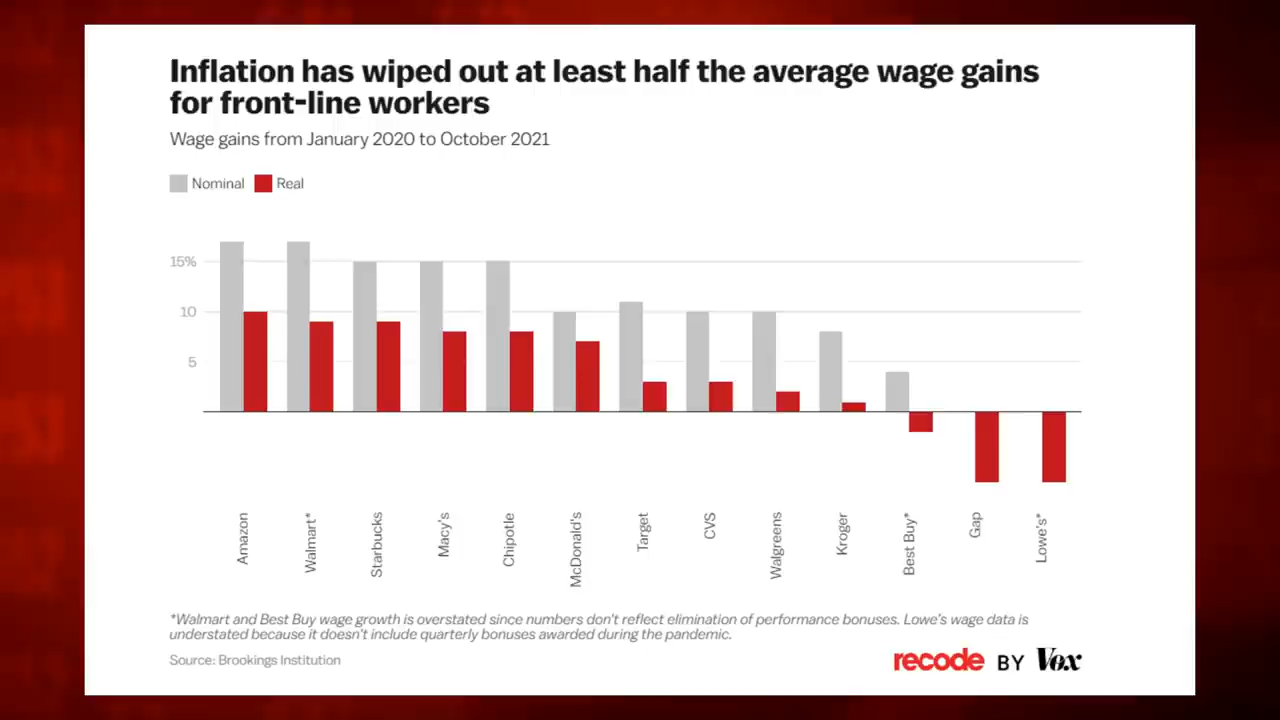 Inflation has wiped out at least half the average wage gains
for front-line workers
Wage gains from January 2020 to October 2021
Nominal Real
15%
10
5
Amazon
Walmart*
Starbucks
Macy's
Chipotle
McDonald's
Target
CVS
Walgreens
Kroger
Best Buy*
Gap
Lowe's*
*Walmart and Best Buy wage growth is overstated since numbers don't reflect elimination of performance bonuses. Lowe's wage data is
understated because it doesn't include quarterly bonuses awarded during the pandemic.
Source: Brookings Institution
recode BY Vox